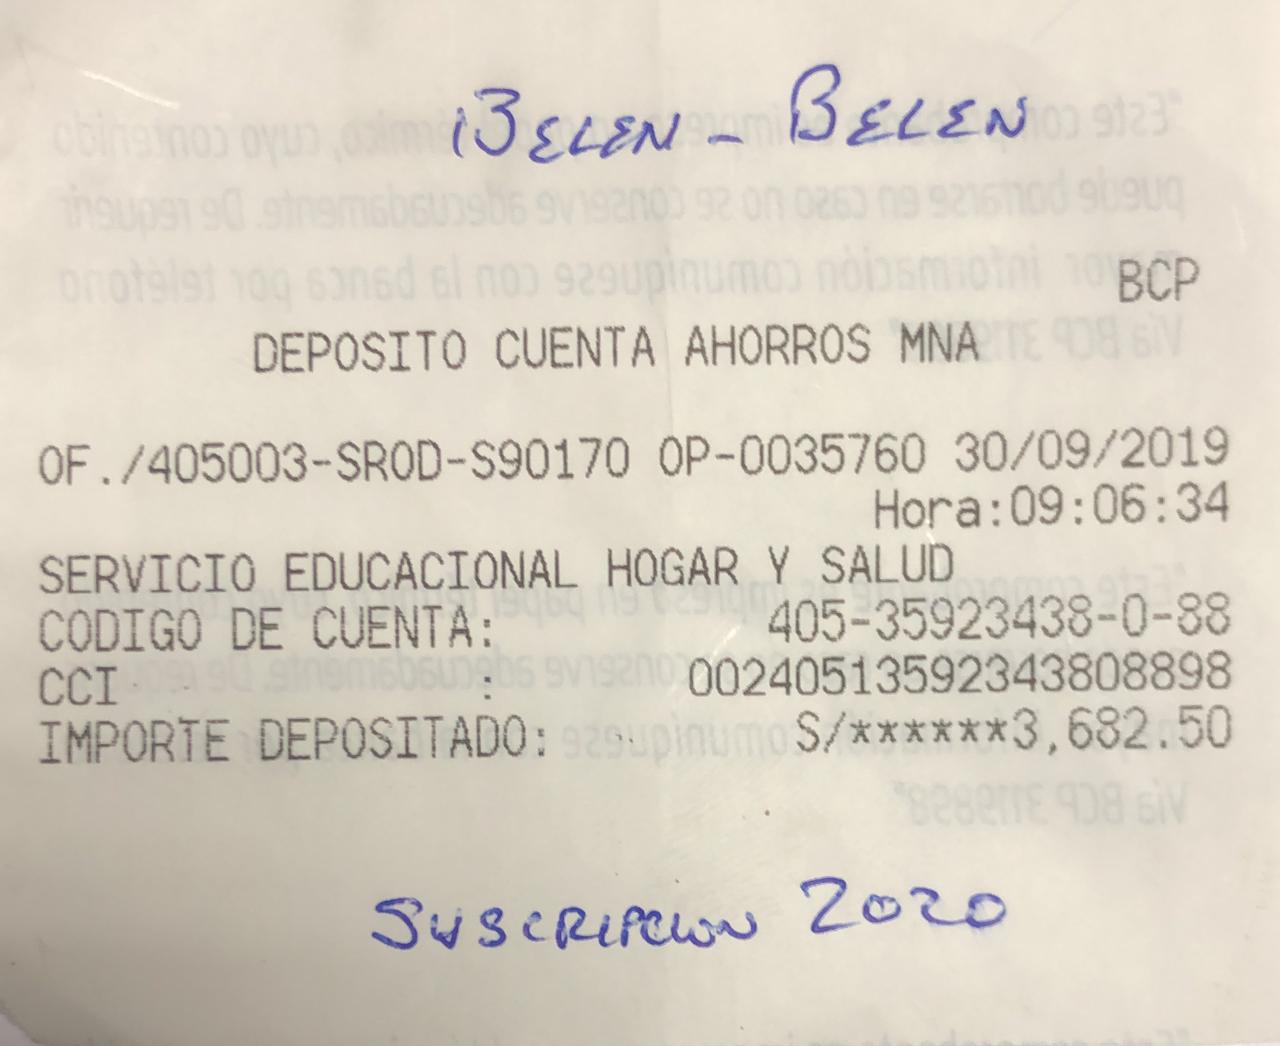 BELEN - BELEN
BCP
DEPOSITO CUENTA AHORROS MNA
OF./405003-SROD-S90170 OP-0035760 30/09/2019
Hora:09:06:34
SERVICIO EDUCACIONAL HOGAR Y SALUD
CODIGO DE CUENTA: 405-35923438-0-88
CCI : 00240513592343808898
IMPORTE DEPOSITADO: S/******3,682.50
SUSCRIPCION 2020